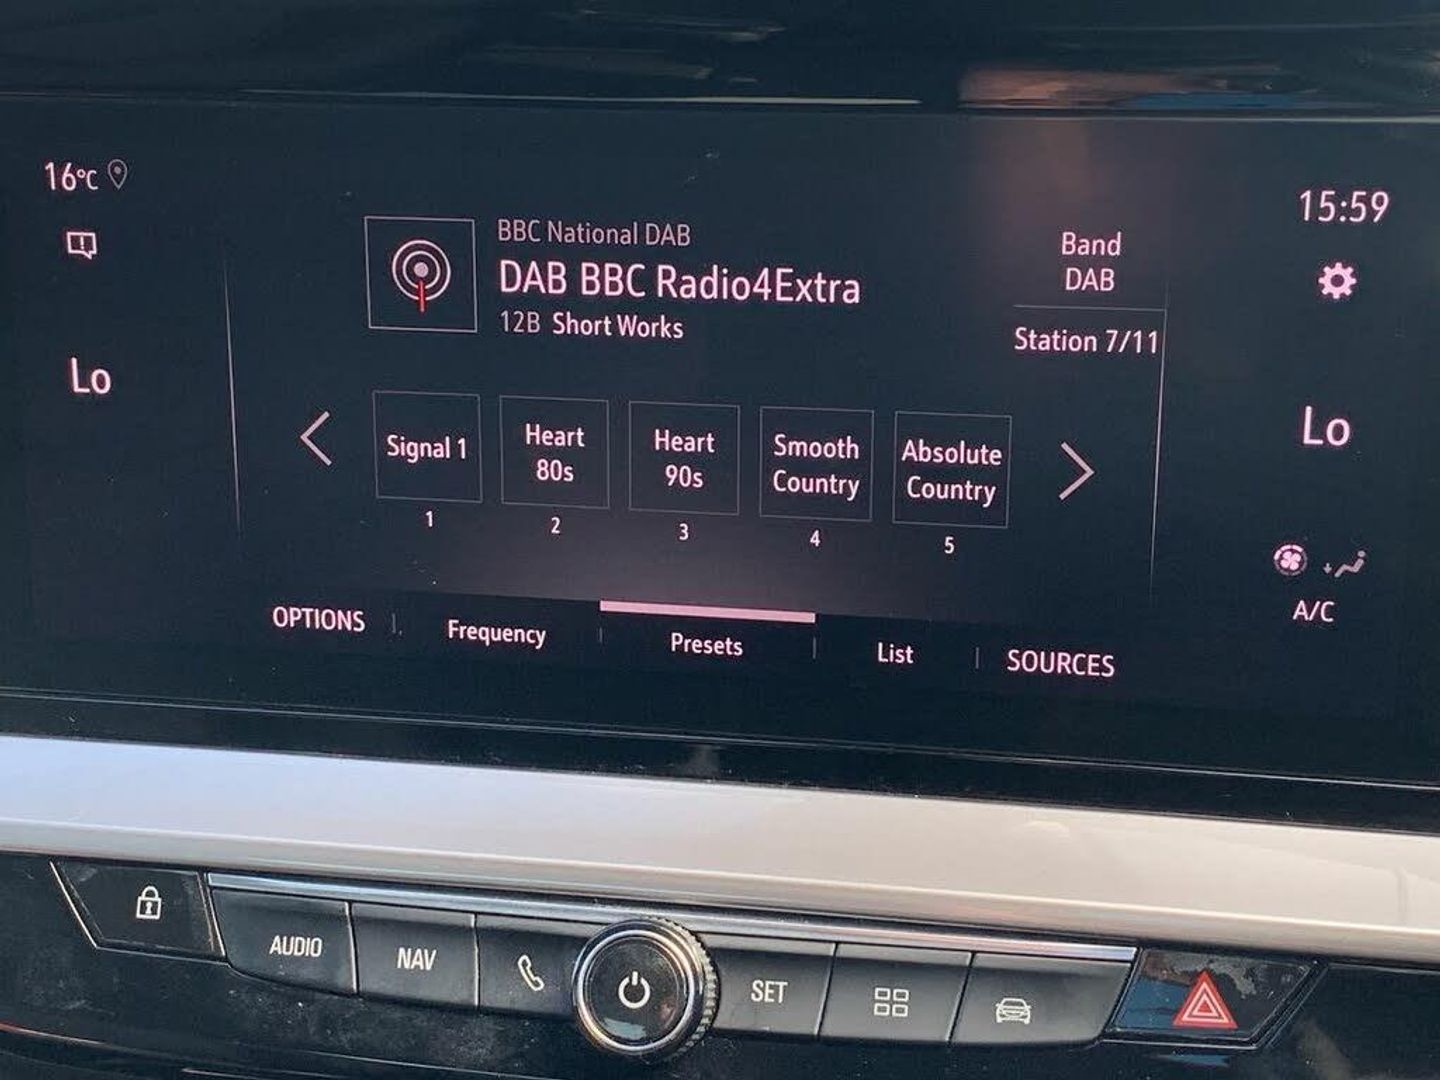 16°C
15:59
BBC National DAB
DAB BBC Radio4Extra
12B Short Works
Band
DAB
Station 7/11
Lo
Lo
Signal 1
Heart
80s
Heart
90s
Smooth
Country
Absolute
Country
1
2
3
4
5
A/C
OPTIONS
Frequency
Presets
List
SOURCES
AUDIO
NAV
SET